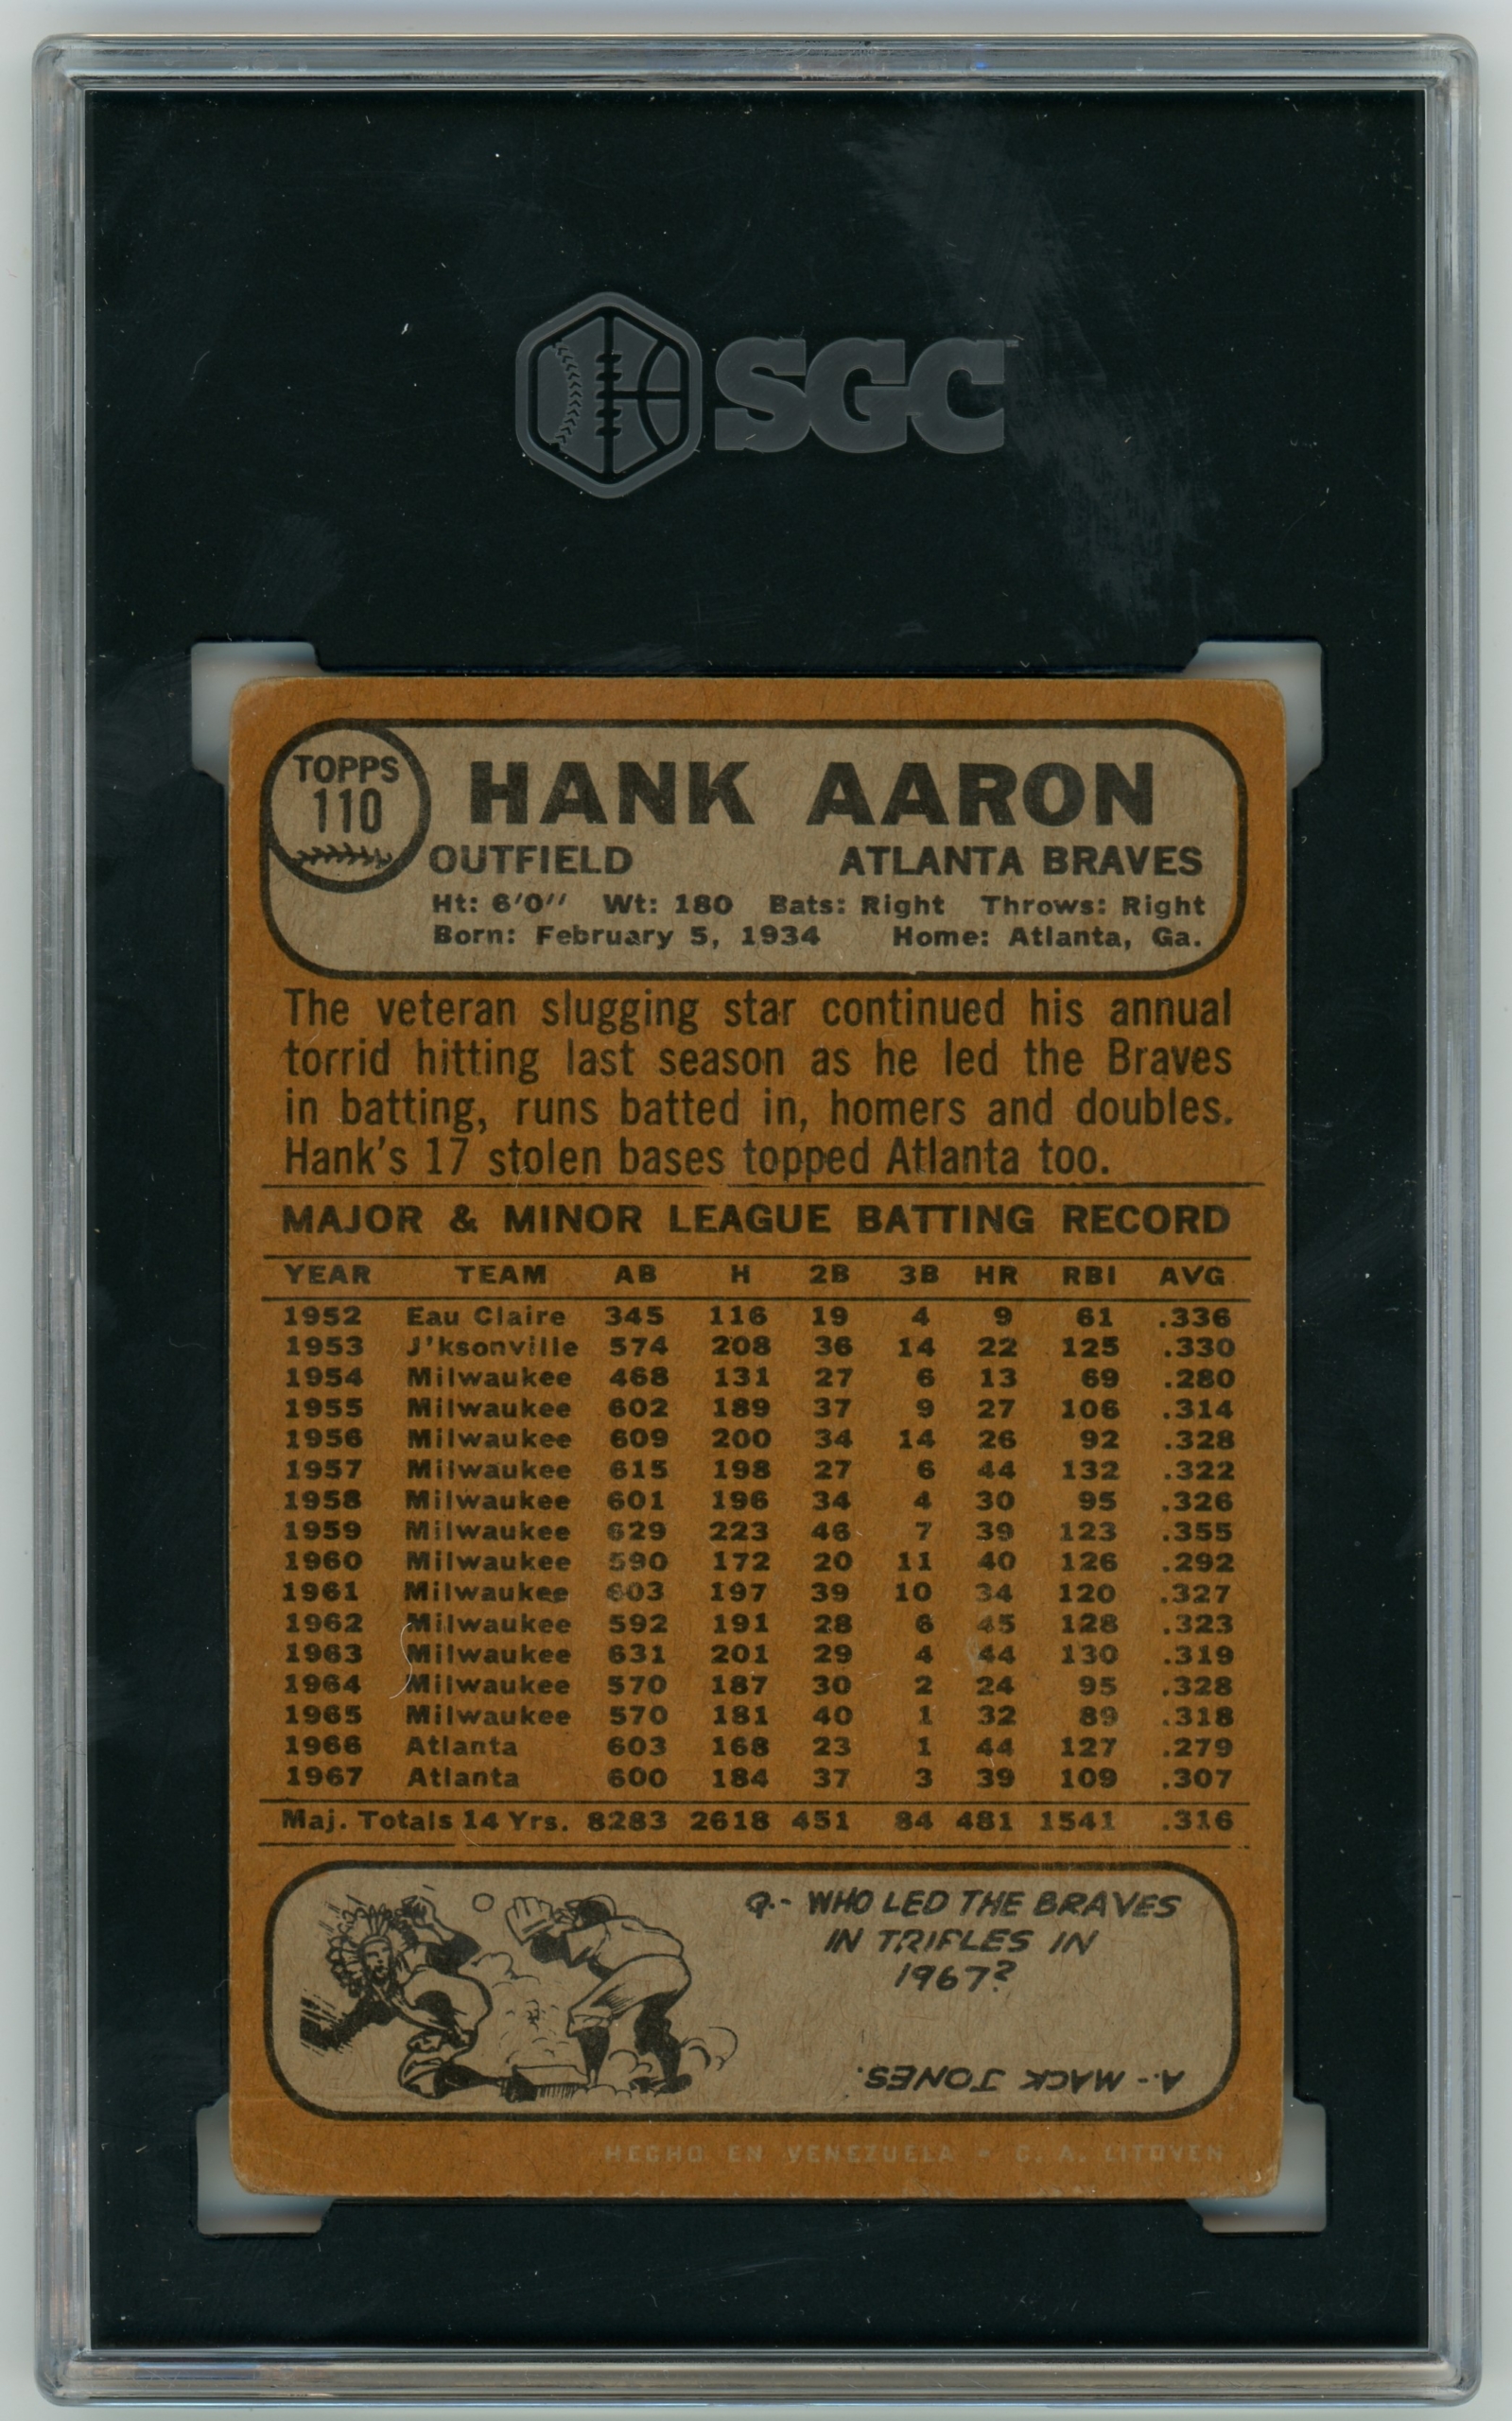 SGC
TOPPS
110
HANK AARON
OUTFIELD ATLANTA BRAVES
Ht: 6'0" Wt: 180 Bats: Right Throws: Right
Born: February 5, 1934 Home: Atlanta, Ga.
The veteran slugging star continued his annual
torrid hitting last season as he led the Braves
in batting, runs batted in, homers and doubles.
Hank's 17 stolen bases topped Atlanta too.
MAJOR & MINOR LEAGUE BATTING RECORD
YEAR TEAM AB H 2B 3B HR RBI AVG
1952 Eau Claire 345 116 19 4 9 61 .336
1953 J'ksonville 574 208 36 14 22 125 .330
1954 Milwaukee 468 131 27 6 13 69 .280
1955 Milwaukee 602 189 37 9 27 106 .314
1956 Milwaukee 609 200 34 14 26 92 .328
1957 Milwaukee 615 198 27 6 44 132 .322
1958 Milwaukee 601 196 34 4 30 95 .326
1959 Milwaukee 629 223 46 7 39 123 .355
1960 Milwaukee 590 172 20 11 40 126 .292
1961 Milwaukee 603 197 39 10 34 120 .327
1962 Milwaukee 592 191 28 6 45 128 .323
1963 Milwaukee 631 201 29 4 44 130 .319
1964 Milwaukee 570 187 30 2 24 95 .328
1965 Milwaukee 570 181 40 1 32 89 .318
1966 Atlanta 603 168 23 1 44 127 .279
1967 Atlanta 600 184 37 3 39 109 .307
Maj. Totals 14 Yrs. 8283 2618 451 84 481 1541 .316
Q.- WHO LED THE BRAVES
IN TRIPLES IN
1967?
A.- MACK JONES.
HECHO EN VENEZUELA - C. A. LITOVEN